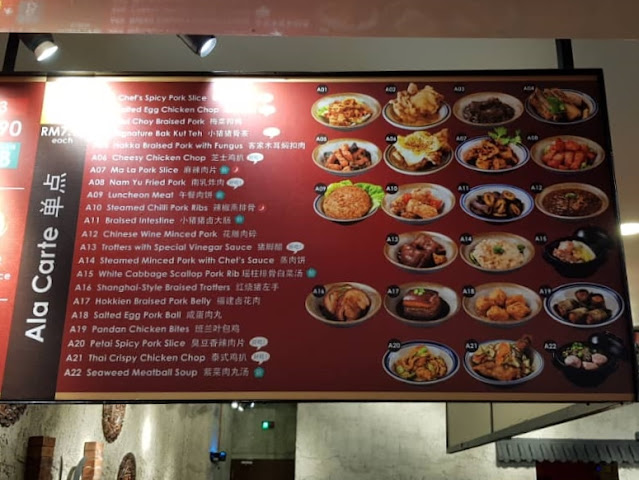 Ala Carte 单点
RM7.
each
90
Chef's Spicy Pork Slice
Egg Chicken Chop
Choy Braised Pork 梅菜扣肉
Signature Bak Kut Teh 小猪猪骨茶
Hakka Braised Pork with Fungus 客家木耳焖扣肉
A06 Cheesy Chicken Chop 芝士鸡扒
A07 Ma La Pork Slice 麻辣肉片
A08 Nam Yu Fried Pork 南乳炸肉
A09 Luncheon Meat 午餐肉饼
A10 Steamed Chilli Pork Ribs 辣椒蒸排骨
A11 Braised Intestine 小猪猪卤大肠
A12 Chinese Wine Minced Pork 花雕肉碎
A13 Trotters with Special Vinegar Sauce 猪脚醋
A14 Steamed Minced Pork with Chef's Sauce 蒸肉饼
A15 White Cabbage Scallop Pork Rib 瑶柱排骨白菜汤
A16 Shanghai-Style Braised Trotters 红烧猪左手
A17 Hokkien Braised Pork Belly 福建卤花肉
A18 Salted Egg Pork Ball 咸蛋肉丸
A19 Pandan Chicken Bites 班兰叶包鸡
A20 Petai Spicy Pork Slice 臭豆香辣肉片
A21 Thai Crispy Chicken Chop 泰式鸡扒
A22 Seaweed Meatball Soup 紫菜肉丸汤
A01
A02
A03
A04
A05
A06
A07
A08
A09
A10
A11
A12
A13
A14
A15
A16
A17
A18
A19
A20
A21
A22